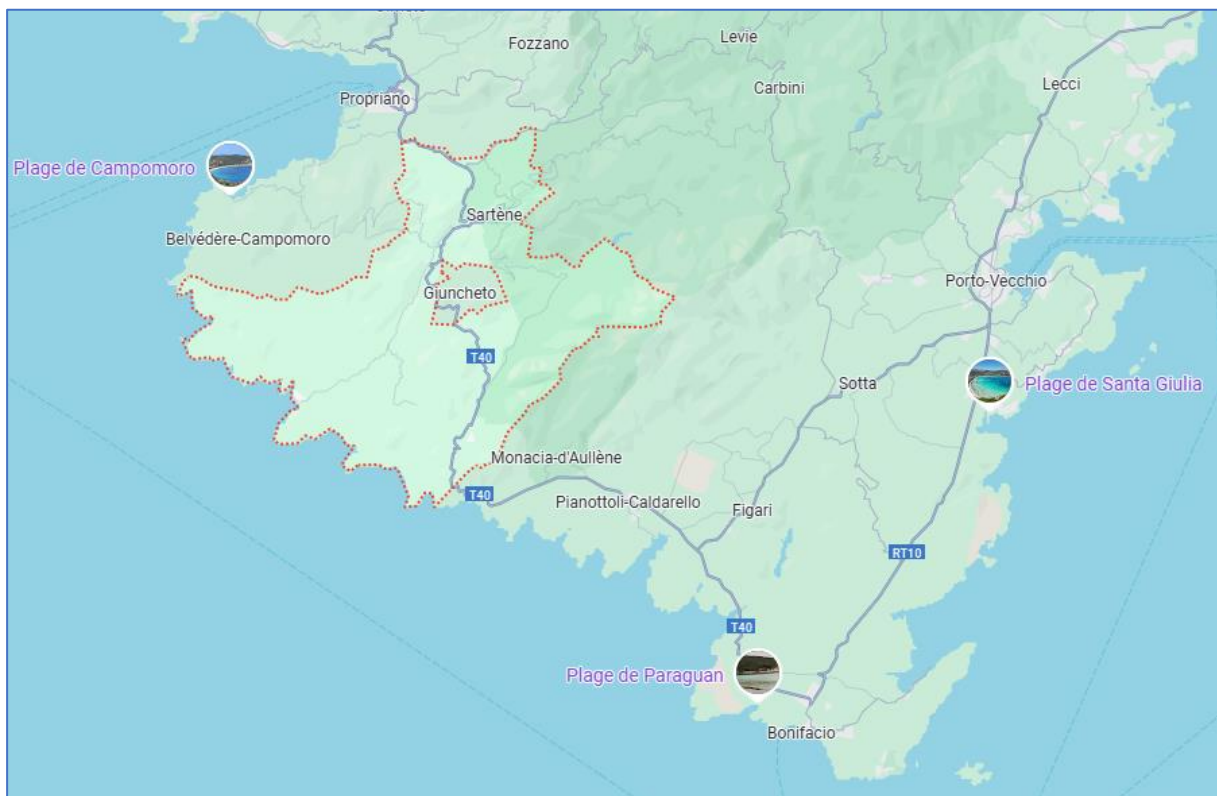 Fozzano
Levie
Carbini
Lecci
Propriano
Plage de Campomoro
Sartène
Belvédère-Campomoro
Porto-Vecchio
Giuncheto
T40
Sotta
Plage de Santa Giulia
Monacia-d'Aullène
T40
Pianottoli-Caldarello
Figari
RT10
T40
Plage de Paraguan
Bonifacio